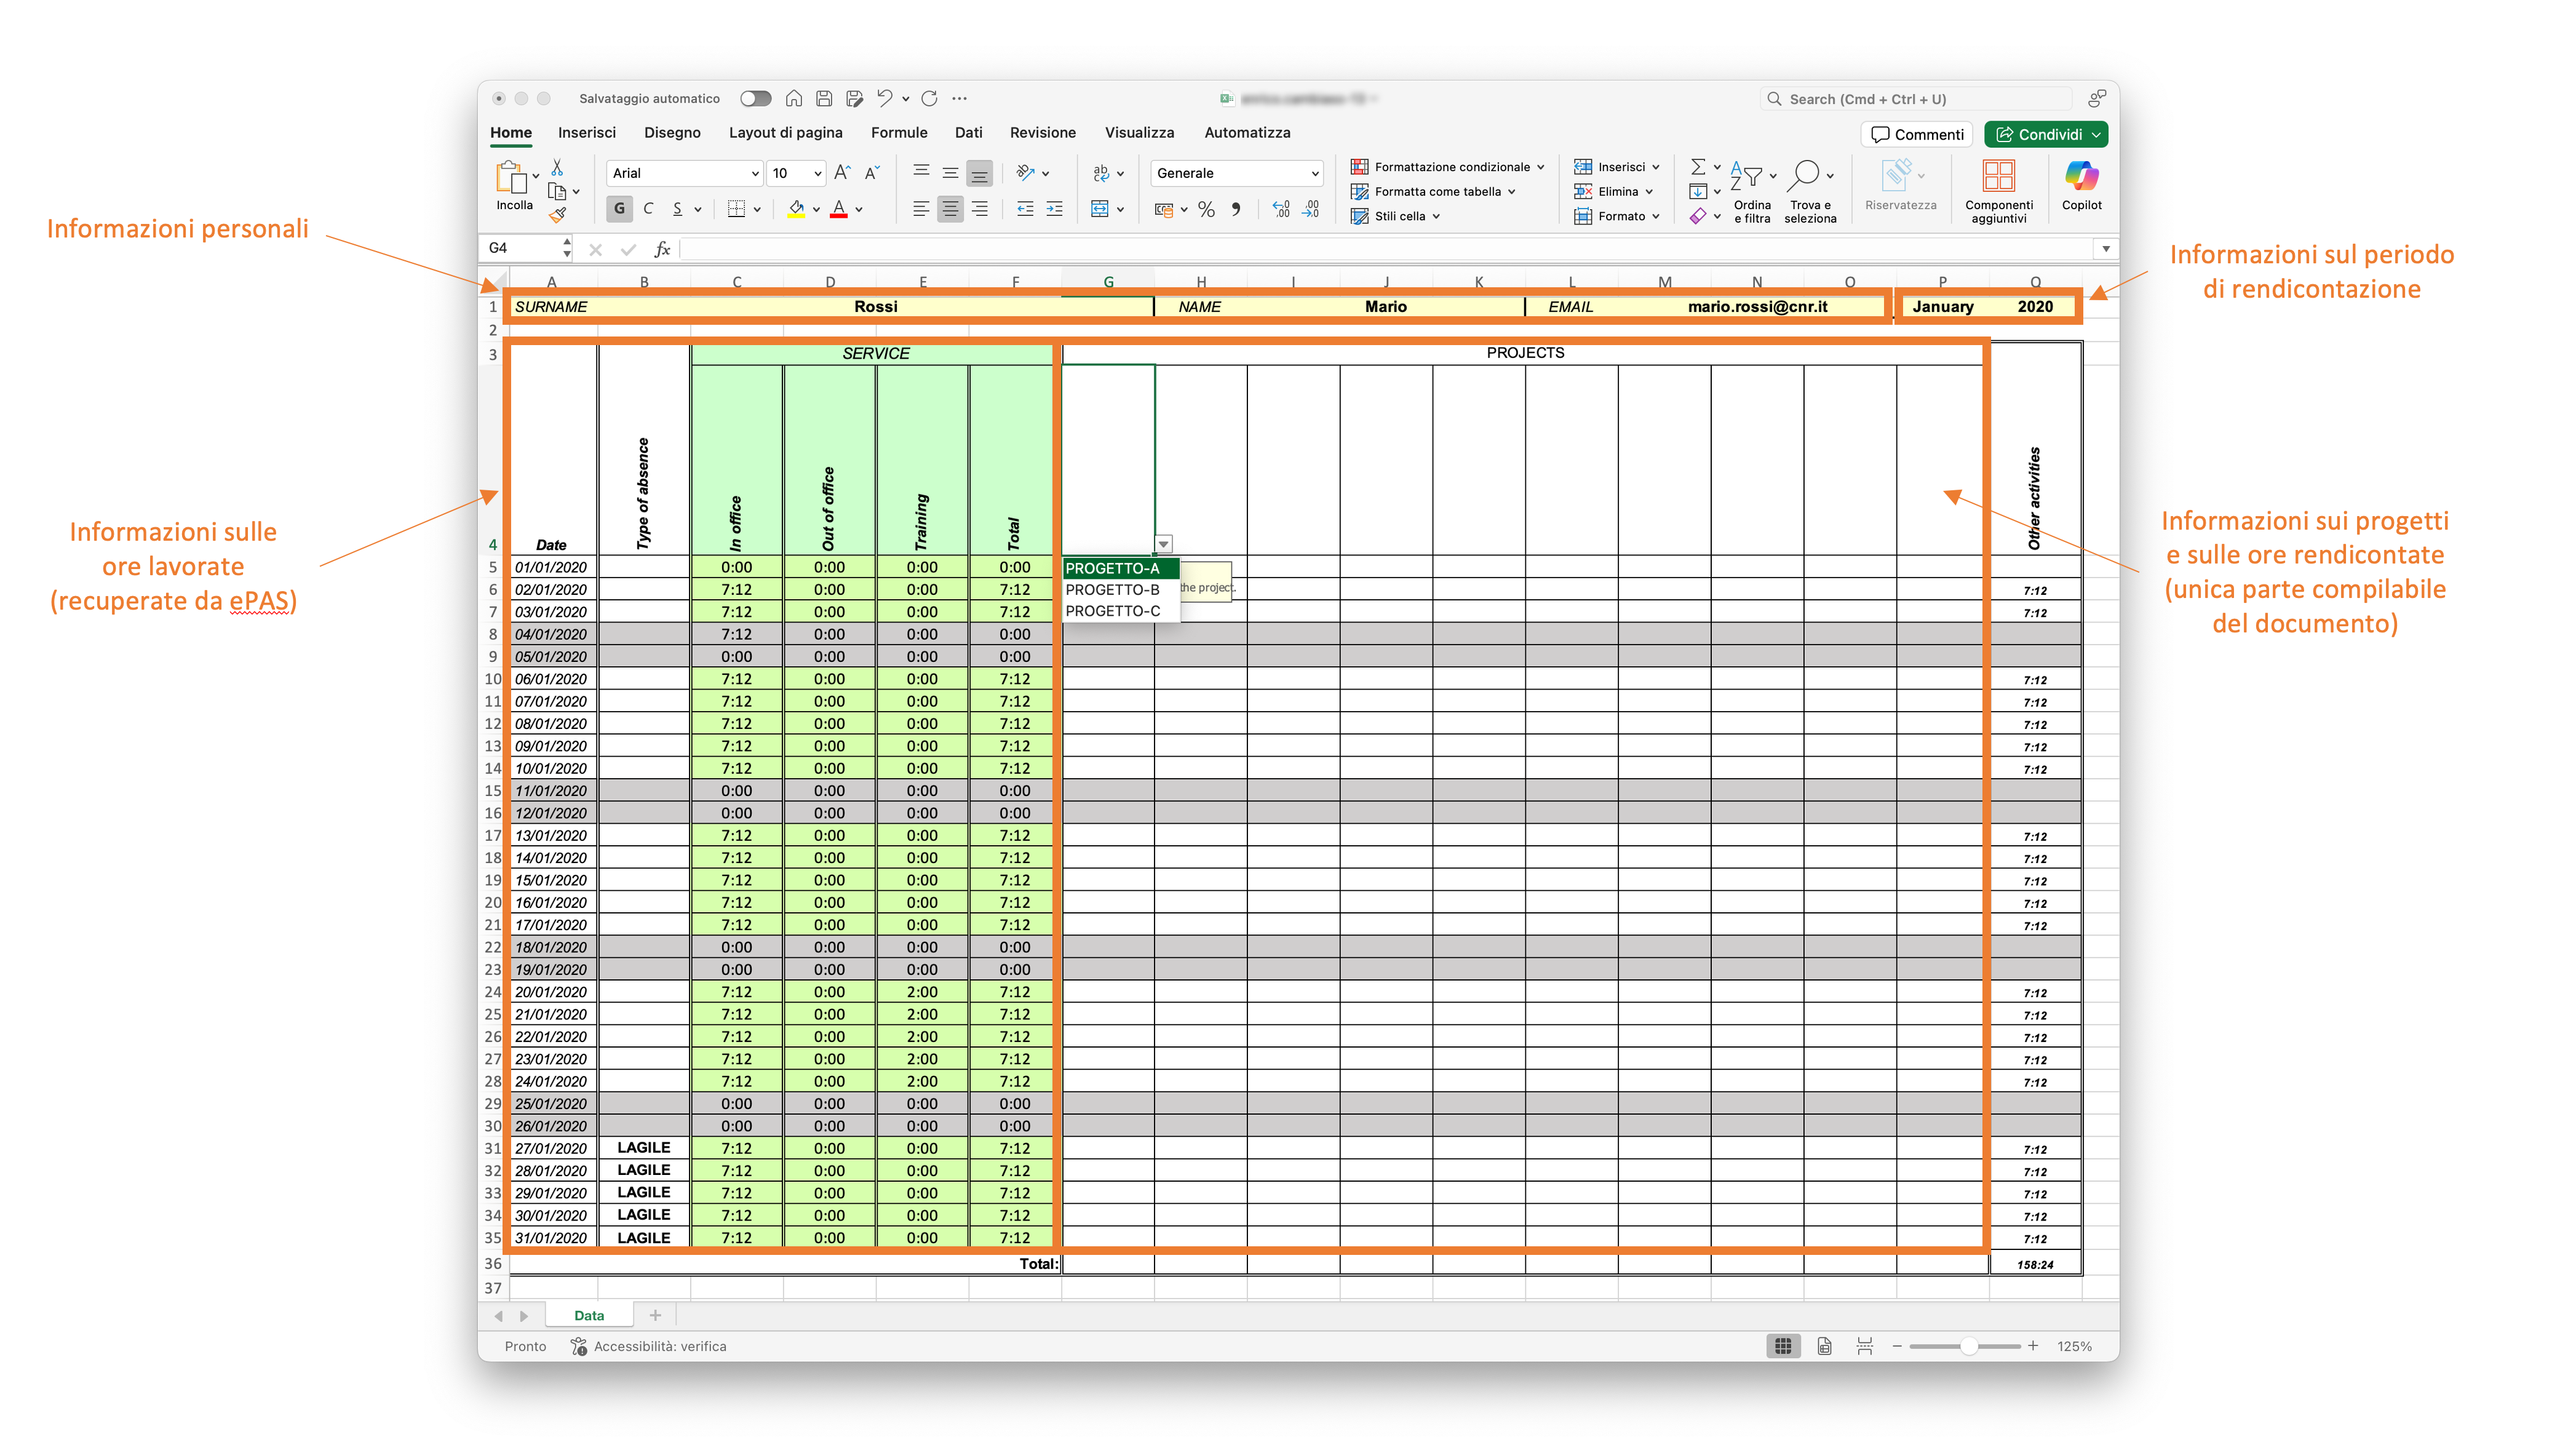 Salvataggio automatico
Search (Cmd + Ctrl + U)
Home Inserisci Disegno Layout di pagina Formule Dati Revisione Visualizza Automatizza
Commenti Condividi
Incolla
Arial 10
G C S A
Generale
Formattazione condizionale
Formatta come tabella
Stili cella
Inserisci
Elimina
Formato
Ordina e filtra
Trova e seleziona
Riservatezza
Componenti aggiuntivi
Copilot
G4 fx
Informazioni personali
Informazioni sul periodo
di rendicontazione
Informazioni sulle
ore lavorate
(recuperate da ePAS)
Informazioni sui progetti
e sulle ore rendicontate
(unica parte compilabile
del documento)
A B C D E F G H I J K L M N O P Q
1 SURNAME Rossi NAME Mario EMAIL mario.rossi@cnr.it January 2020
2
3 SERVICE PROJECTS
4 Date Type of absence In office Out of office Training Total Other activities
PROGETTO-A
PROGETTO-B
PROGETTO-C
the project.
5 01/01/2020 0:00 0:00 0:00 0:00
6 02/01/2020 7:12 0:00 0:00 7:12 7:12
7 03/01/2020 7:12 0:00 0:00 7:12 7:12
8 04/01/2020 7:12 0:00 0:00 0:00
9 05/01/2020 0:00 0:00 0:00 0:00
10 06/01/2020 7:12 0:00 0:00 7:12 7:12
11 07/01/2020 7:12 0:00 0:00 7:12 7:12
12 08/01/2020 7:12 0:00 0:00 7:12 7:12
13 09/01/2020 7:12 0:00 0:00 7:12 7:12
14 10/01/2020 7:12 0:00 0:00 7:12 7:12
15 11/01/2020 0:00 0:00 0:00 0:00
16 12/01/2020 0:00 0:00 0:00 0:00
17 13/01/2020 7:12 0:00 0:00 7:12 7:12
18 14/01/2020 7:12 0:00 0:00 7:12 7:12
19 15/01/2020 7:12 0:00 0:00 7:12 7:12
20 16/01/2020 7:12 0:00 0:00 7:12 7:12
21 17/01/2020 7:12 0:00 0:00 7:12 7:12
22 18/01/2020 0:00 0:00 0:00 0:00
23 19/01/2020 0:00 0:00 0:00 0:00
24 20/01/2020 7:12 0:00 2:00 7:12 7:12
25 21/01/2020 7:12 0:00 2:00 7:12 7:12
26 22/01/2020 7:12 0:00 2:00 7:12 7:12
27 23/01/2020 7:12 0:00 2:00 7:12 7:12
28 24/01/2020 7:12 0:00 2:00 7:12 7:12
29 25/01/2020 0:00 0:00 0:00 0:00
30 26/01/2020 0:00 0:00 0:00 0:00
31 27/01/2020 LAGILE 7:12 0:00 0:00 7:12 7:12
32 28/01/2020 LAGILE 7:12 0:00 0:00 7:12 7:12
33 29/01/2020 LAGILE 7:12 0:00 0:00 7:12 7:12
34 30/01/2020 LAGILE 7:12 0:00 0:00 7:12 7:12
35 31/01/2020 LAGILE 7:12 0:00 0:00 7:12 7:12
36 Total: 158:24
37
Data
Pronto Accessibilità: verifica 125%